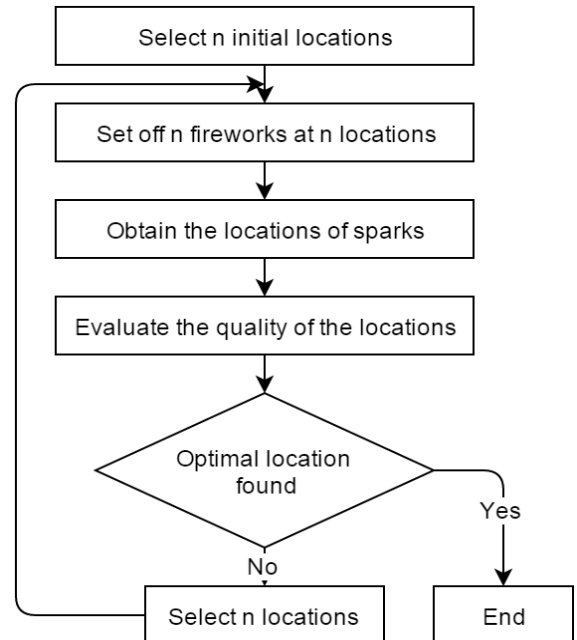 Select n initial locations
Set off n fireworks at n locations
Obtain the locations of sparks
Evaluate the quality of the locations
Optimal location
found
Yes
No
Select n locations
End